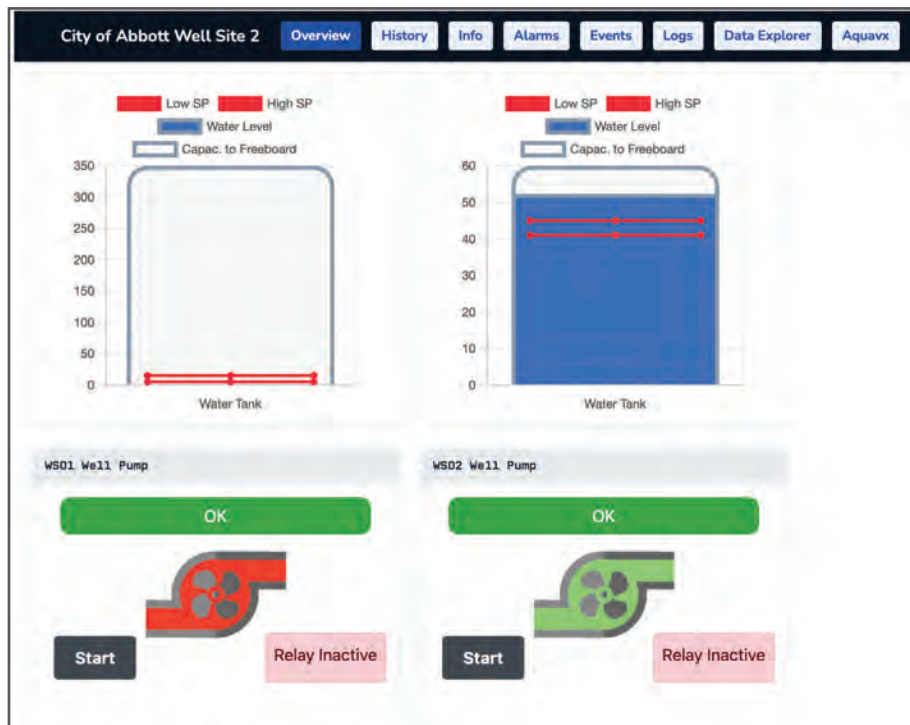 City of Abbott Well Site 2 Overview History Info Alarms Events Logs Data Explorer Aquavx
Low SP High SP
Water Level
Capac. to Freeboard
350
300
250
200
150
100
50
0
Water Tank
Low SP High SP
Water Level
Capac. to Freeboard
60
50
40
30
20
10
0
Water Tank
WS01 Well Pump
OK
Start
Relay Inactive
WS02 Well Pump
OK
Start
Relay Inactive